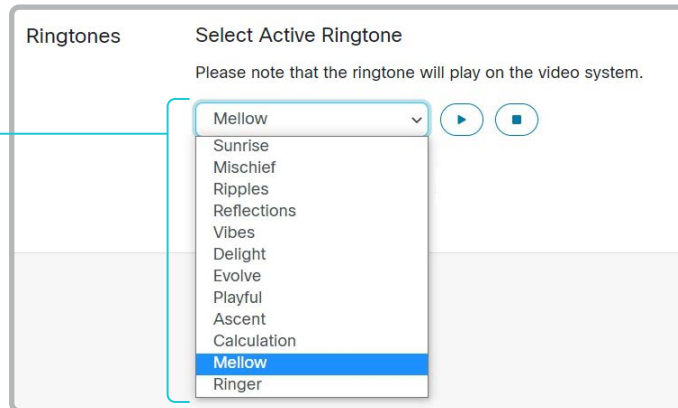 Ringtones
Select Active Ringtone
Please note that the ringtone will play on the video system.
Mellow
Sunrise
Mischief
Ripples
Reflections
Vibes
Delight
Evolve
Playful
Ascent
Calculation
Mellow
Ringer